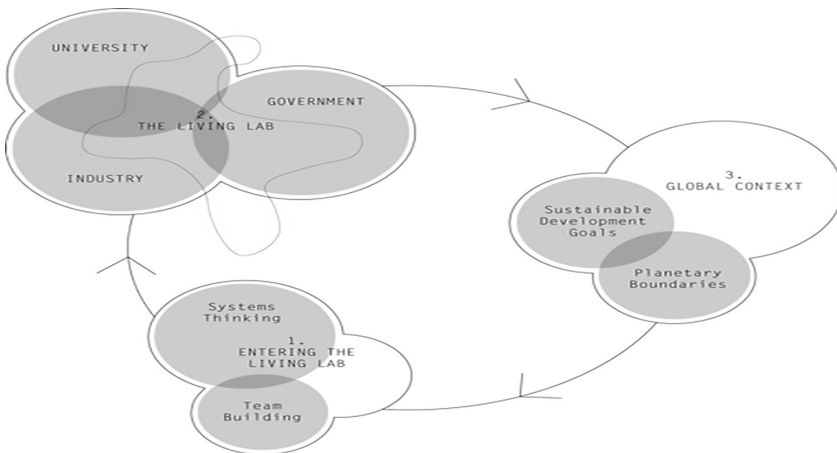 UNIVERSITY
GOVERNMENT
2.
THE LIVING LAB
INDUSTRY
3.
GLOBAL CONTEXT
Sustainable
Development
Goals
Planetary
Boundaries
Systems
Thinking
1.
ENTERING THE
LIVING LAB
Team
Building